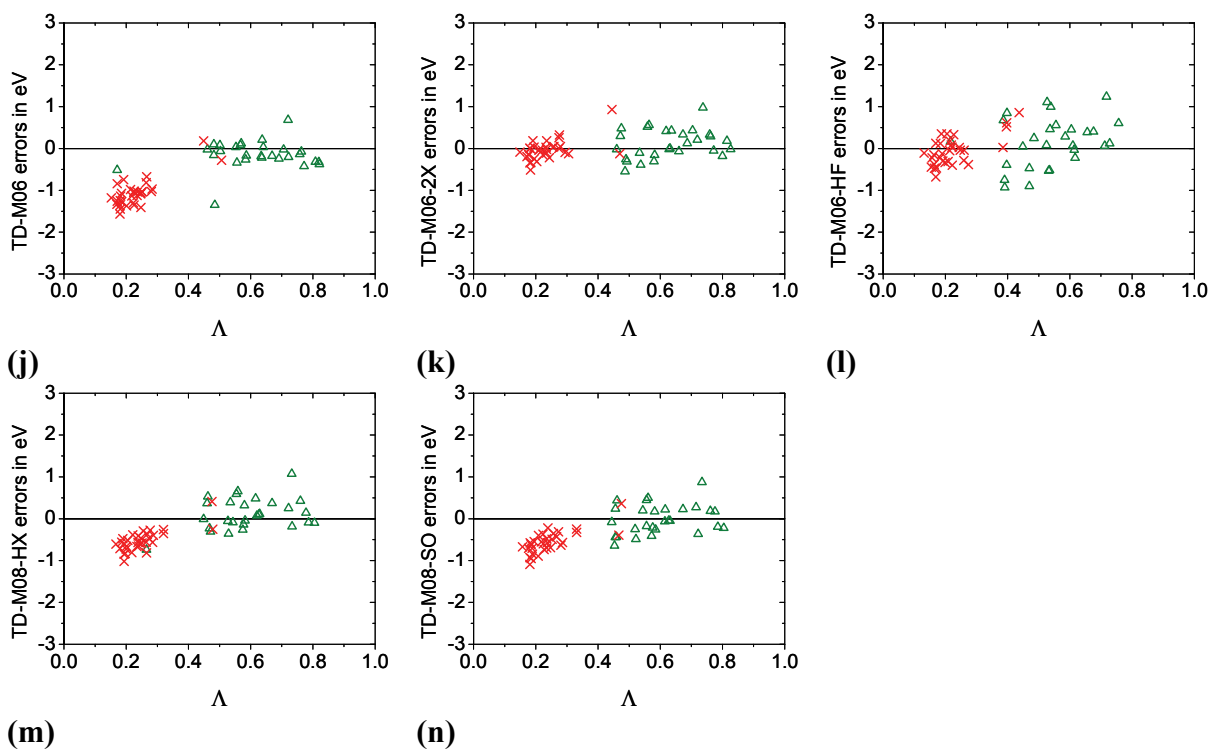 TD-M06 errors in eV
3
2
1
0
-1
-2
-3
0.0 0.2 0.4 0.6 0.8 1.0
Λ
(j)
TD-M06-2X errors in eV
3
2
1
0
-1
-2
-3
0.0 0.2 0.4 0.6 0.8 1.0
Λ
(k)
TD-M06-HF errors in eV
3
2
1
0
-1
-2
-3
0.0 0.2 0.4 0.6 0.8 1.0
Λ
(l)
TD-M08-HX errors in eV
3
2
1
0
-1
-2
-3
0.0 0.2 0.4 0.6 0.8 1.0
Λ
(m)
TD-M08-SO errors in eV
3
2
1
0
-1
-2
-3
0.0 0.2 0.4 0.6 0.8 1.0
Λ
(n)